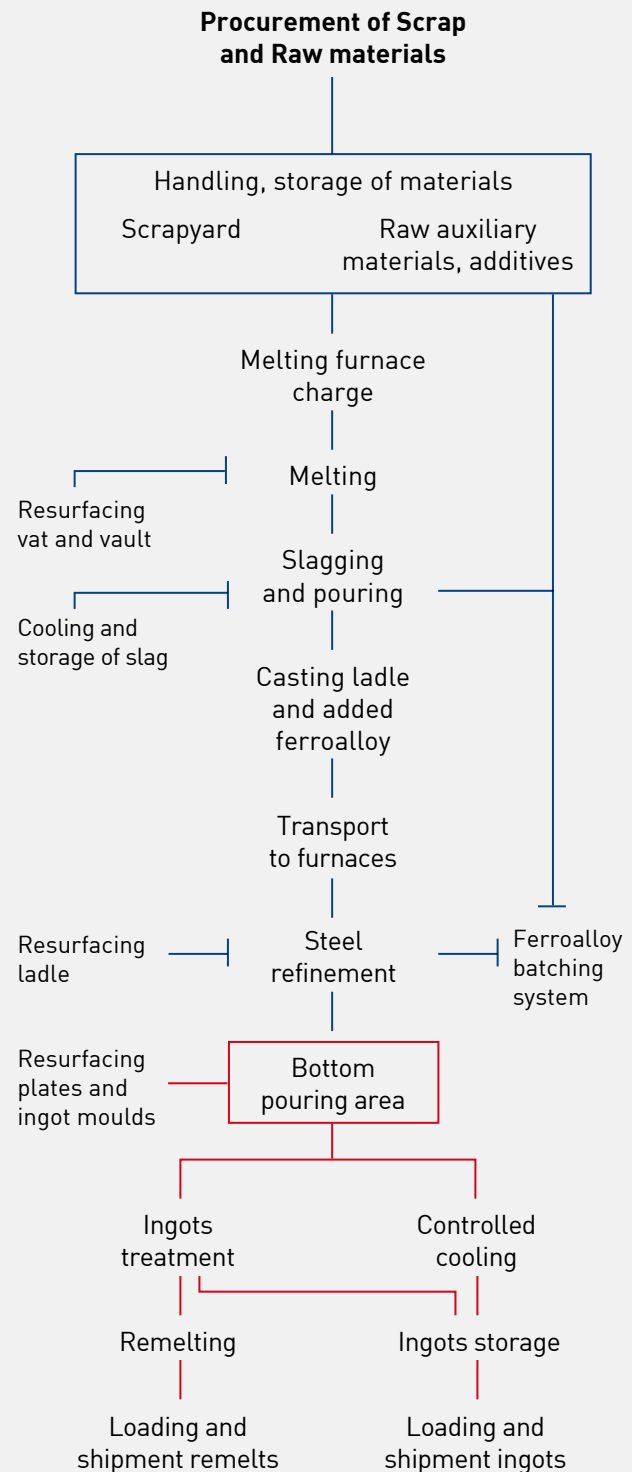 Procurement of Scrap
and Raw materials
Handling, storage of materials
Scrapyard
Raw auxiliary
materials, additives
Melting furnace
charge
Melting
Resurfacing
vat and vault
Slagging
and pouring
Cooling and
storage of slag
Casting ladle
and added
ferroalloy
Transport
to furnaces
Resurfacing
ladle
Steel
refinement
Ferroalloy
batching
system
Resurfacing
plates and
ingot moulds
Bottom
pouring area
Ingots
treatment
Controlled
cooling
Remelting
Ingots storage
Loading and
shipment remelts
Loading and
shipment ingots